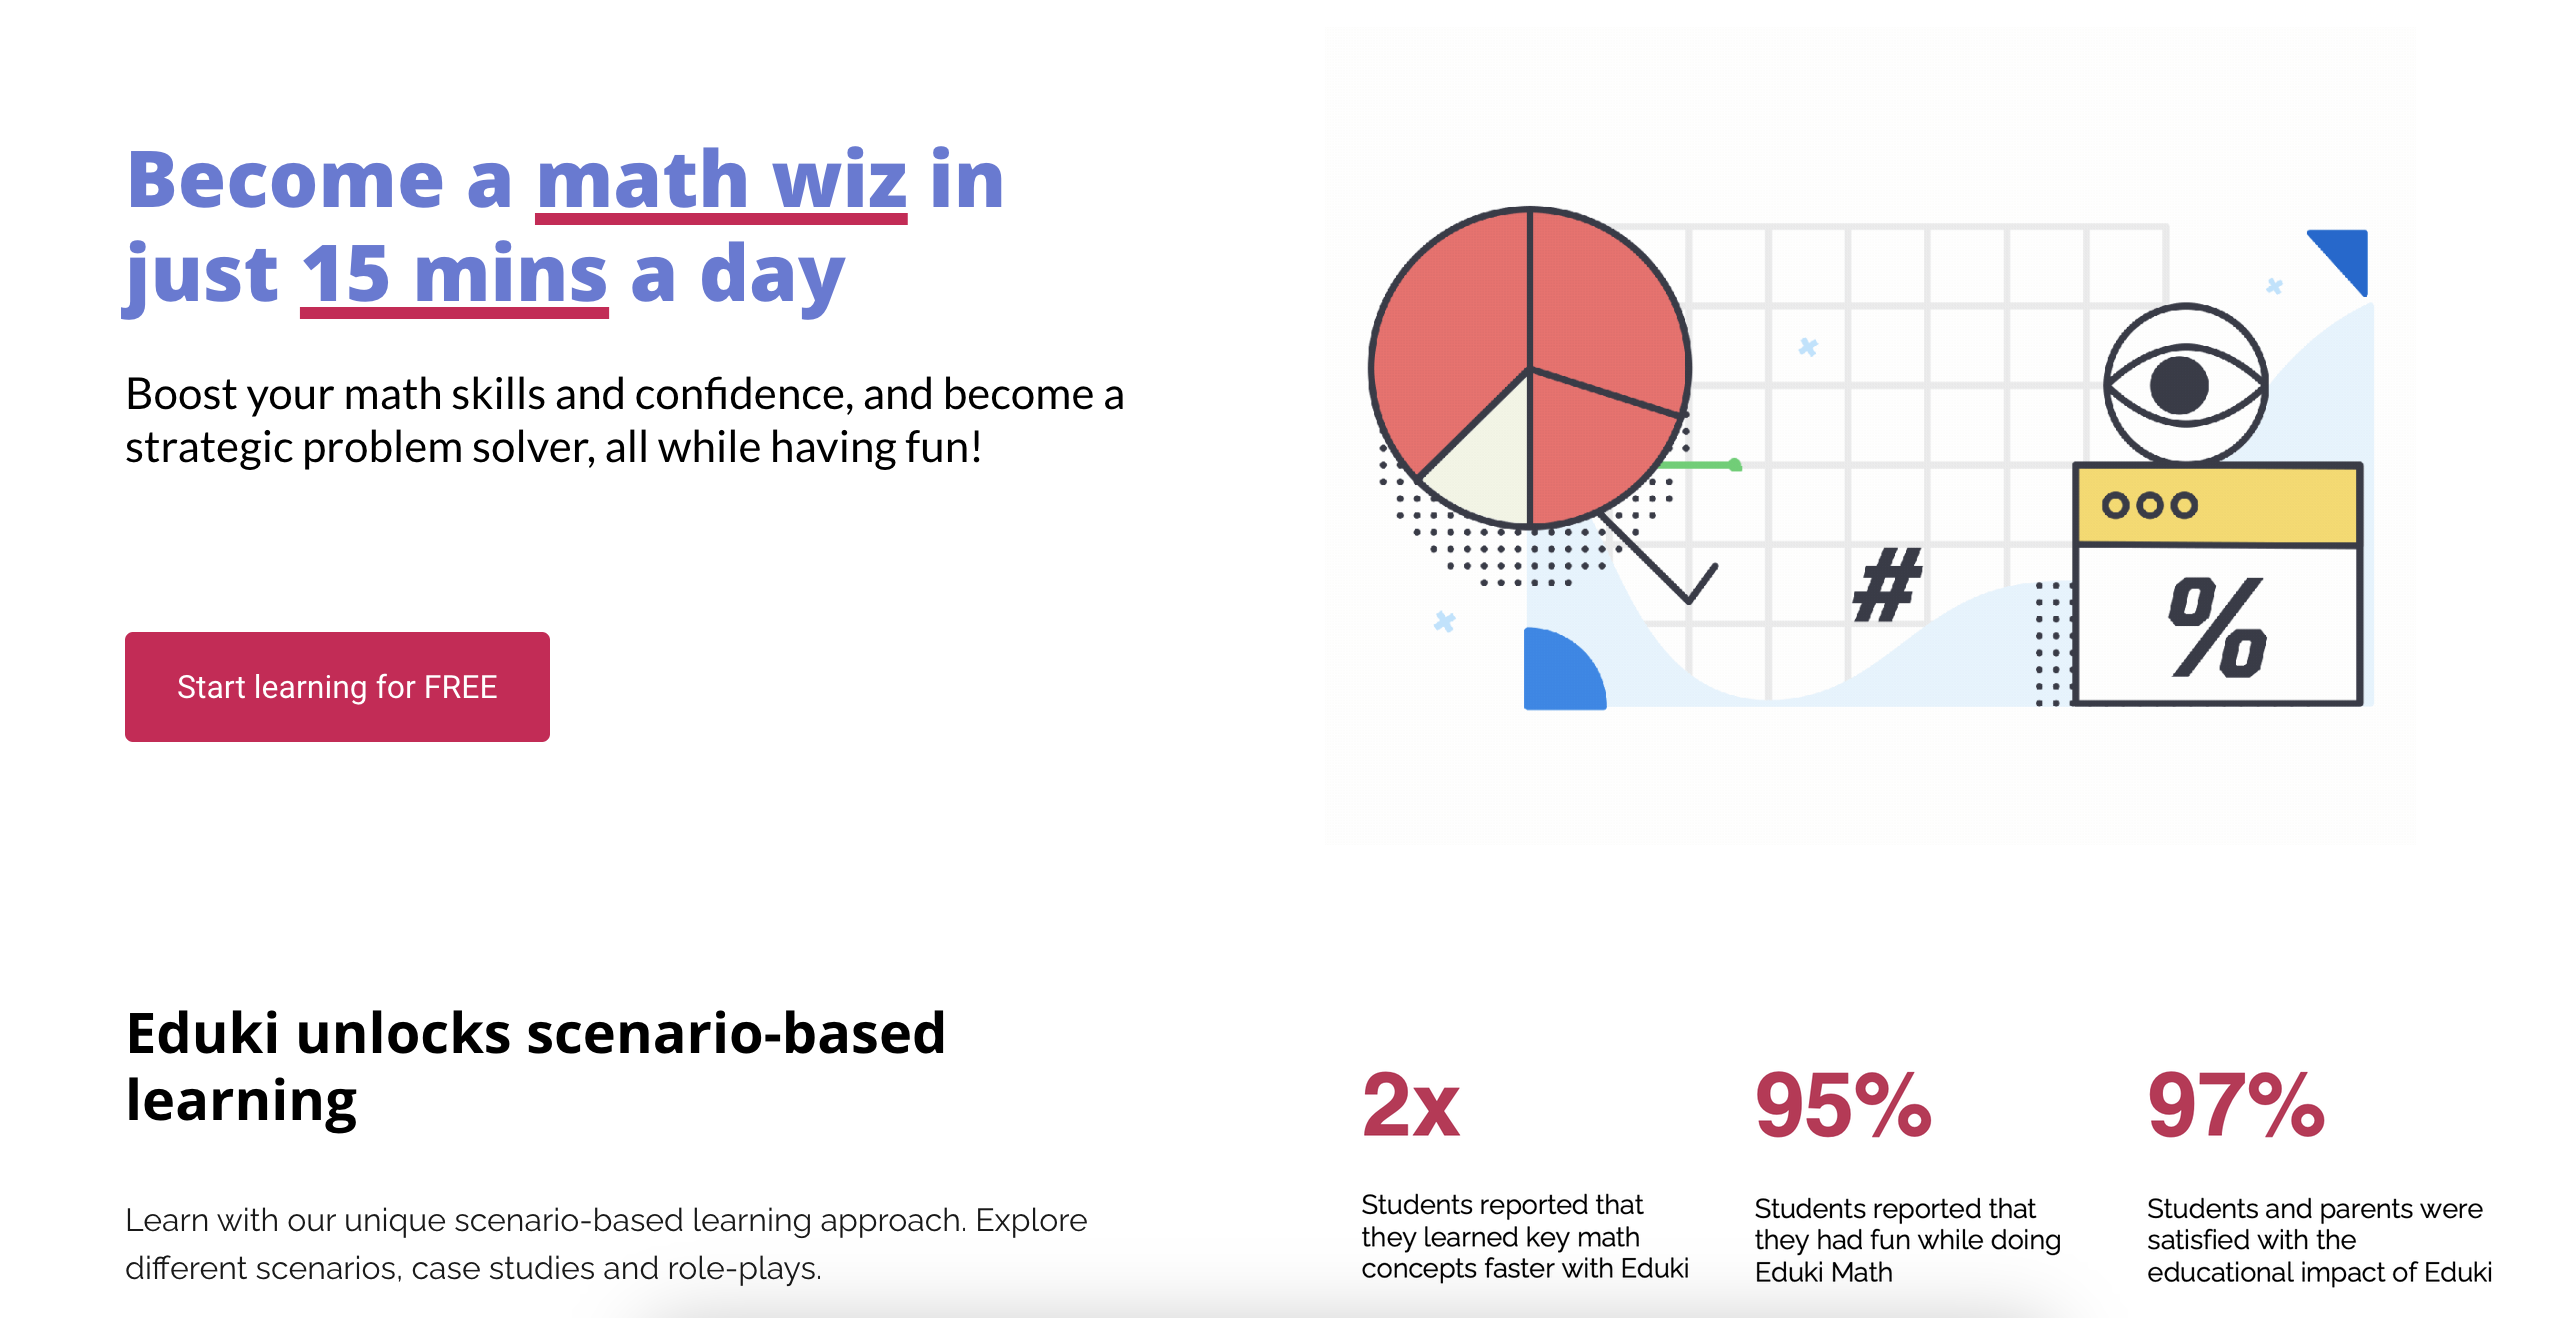 Become a math wiz in
just 15 mins a day
Boost your math skills and confidence, and become a
strategic problem solver, all while having fun!
Start learning for FREE
#
%
Eduki unlocks scenario-based
learning
Learn with our unique scenario-based learning approach. Explore
different scenarios, case studies and role-plays.
2x
Students reported that
they learned key math
concepts faster with Eduki
95%
Students reported that
they had fun while doing
Eduki Math
97%
Students and parents were
satisfied with the
educational impact of Eduki